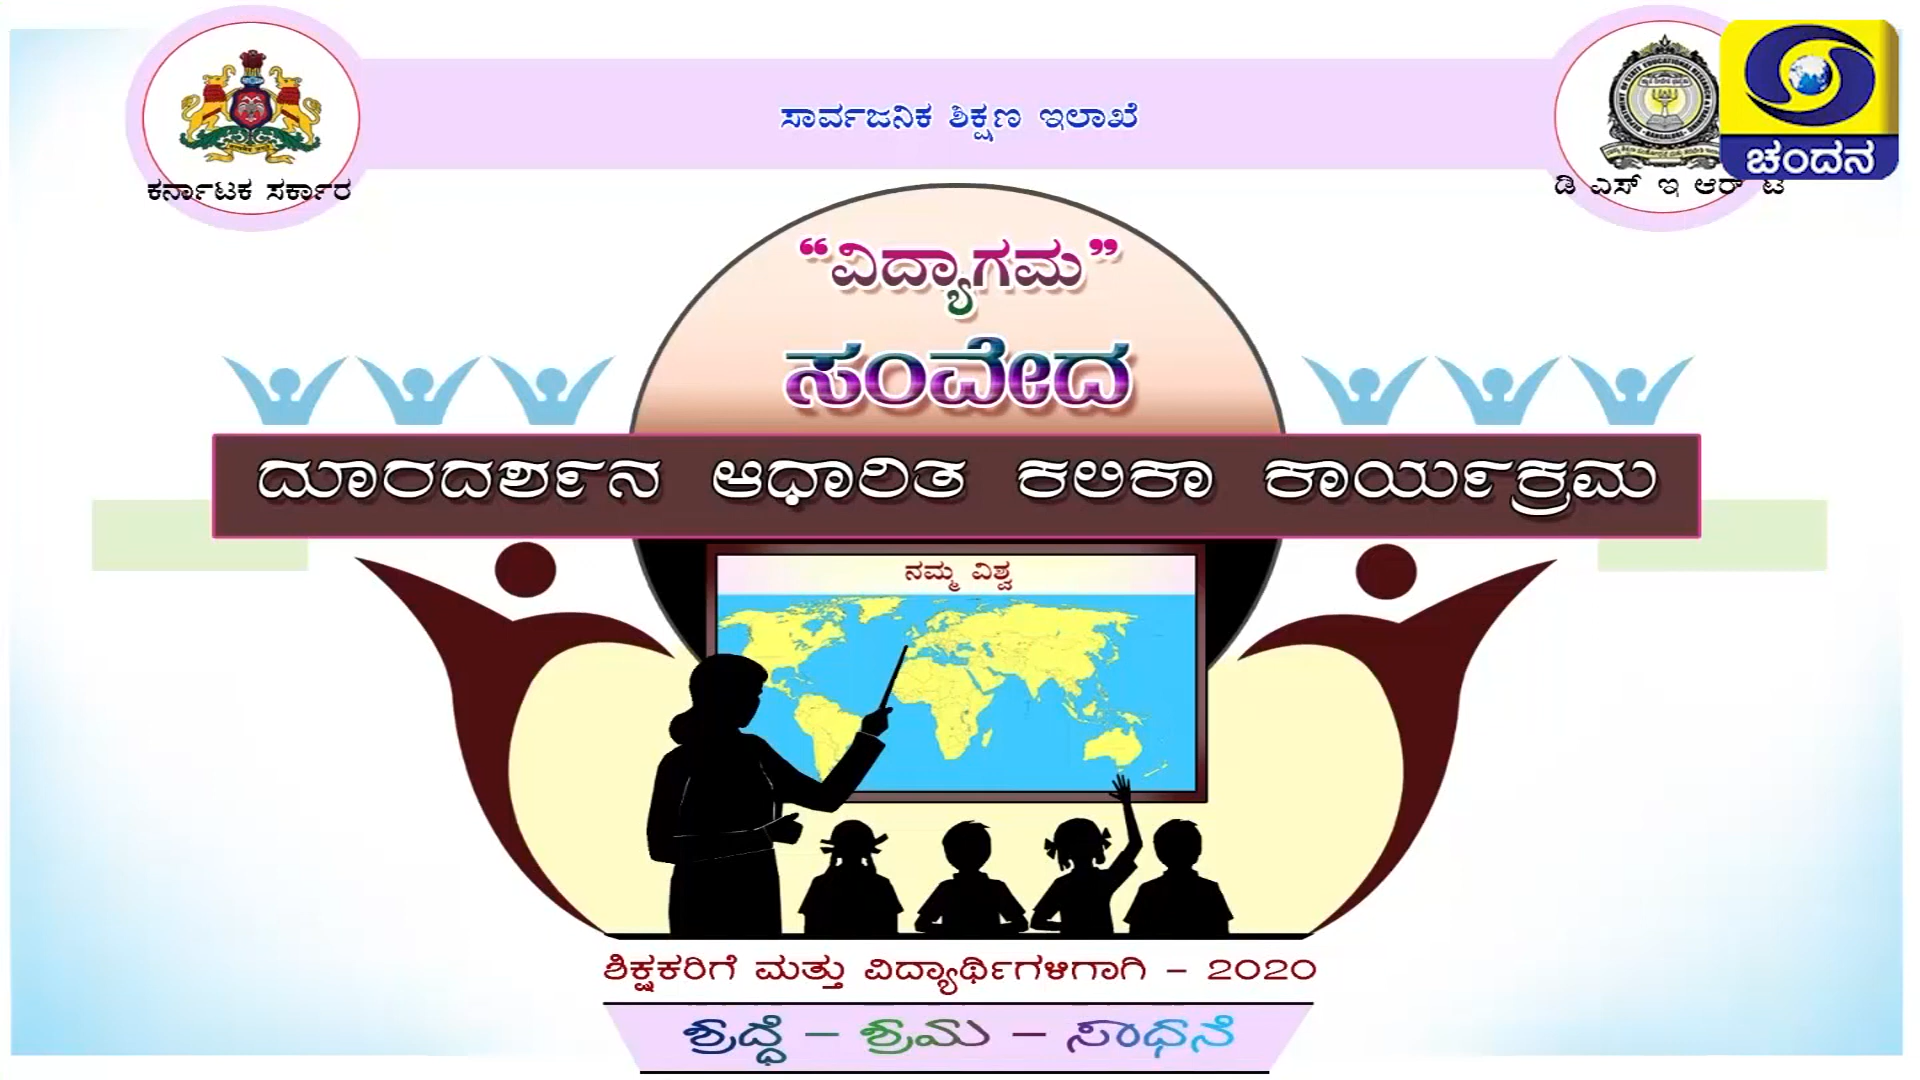 ಸಾರ್ವಜನಿಕ ಶಿಕ್ಷಣ ಇಲಾಖೆ
ಕರ್ನಾಟಕ ಸರ್ಕಾರ
ಚಂದನ
ಡಿ ಎಸ್ ಇ ಆರ್ ಟಿ
“ವಿದ್ಯಾಗಮ”
ಸಂವೇದ
ದೂರದರ್ಶನ ಆಧಾರಿತ ಕಲಿಕಾ ಕಾರ್ಯಕ್ರಮ
ನಮ್ಮ ವಿಶ್ವ
ಶಿಕ್ಷಕರಿಗೆ ಮತ್ತು ವಿದ್ಯಾರ್ಥಿಗಳಿಗಾಗಿ – 2020
ಶ್ರದ್ಧೆ – ಶ್ರಮ – ಸಾಧನೆ